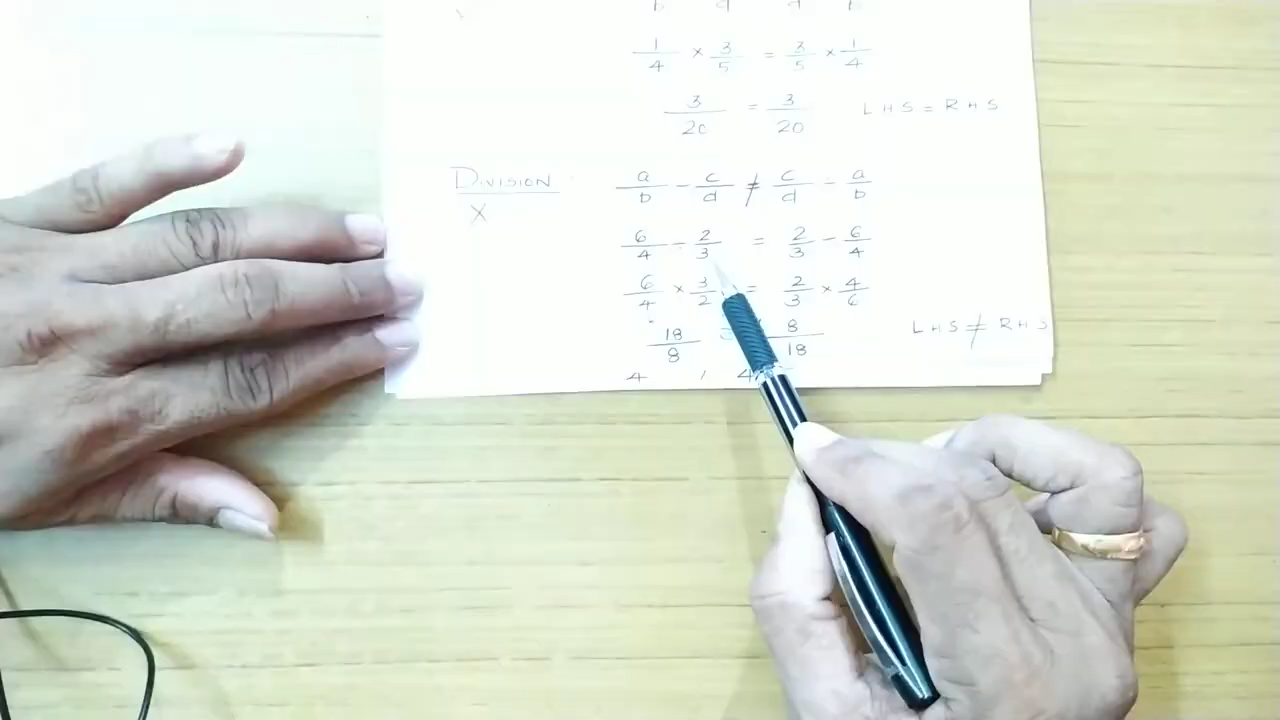 b d d b
1/4 × 3/5 = 3/5 × 1/4
3/20 = 3/20 LHS = RHS
DIVISION a/b ÷ c/d ≠ c/d ÷ a/b
X
6/4 ÷ 2/3 = 2/3 ÷ 6/4
6/4 × 3/2 = 2/3 × 4/6
18/8 8/18 LHS ≠ RHS